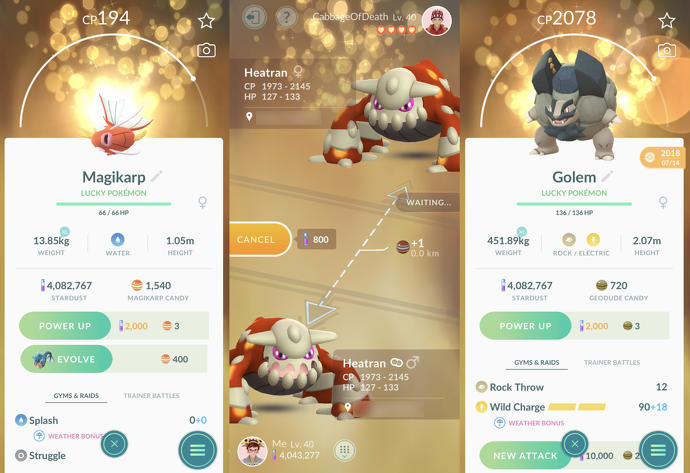 CP194
Magikarp
LUCKY POKÉMON
66 / 66 HP
XL
13.85kg
WEIGHT
WATER
1.05m
HEIGHT
4,082,767
STARDUST
1,540
MAGIKARP CANDY
POWER UP
2,000
3
EVOLVE
400
GYMS & RAIDS
TRAINER BATTLES
Splash
0+0
WEATHER BONUS
Struggle
CabbageOfDeath Lv. 40
Heatran
CP 1973 - 2145
HP 127 - 133
WAITING...
CANCEL
800
+1
0.0 km
Heatran
CP 1973 - 2145
HP 127 - 133
Me Lv. 40
4,043,277
CP2078
2018
07/14
Golem
LUCKY POKÉMON
136 / 136 HP
XL
451.89kg
WEIGHT
ROCK / ELECTRIC
2.07m
HEIGHT
4,082,767
STARDUST
720
GEODUDE CANDY
POWER UP
2,000
3
GYMS & RAIDS
TRAINER BATTLES
Rock Throw
12
Wild Charge
90+18
WEATHER BONUS
NEW ATTACK
10,000